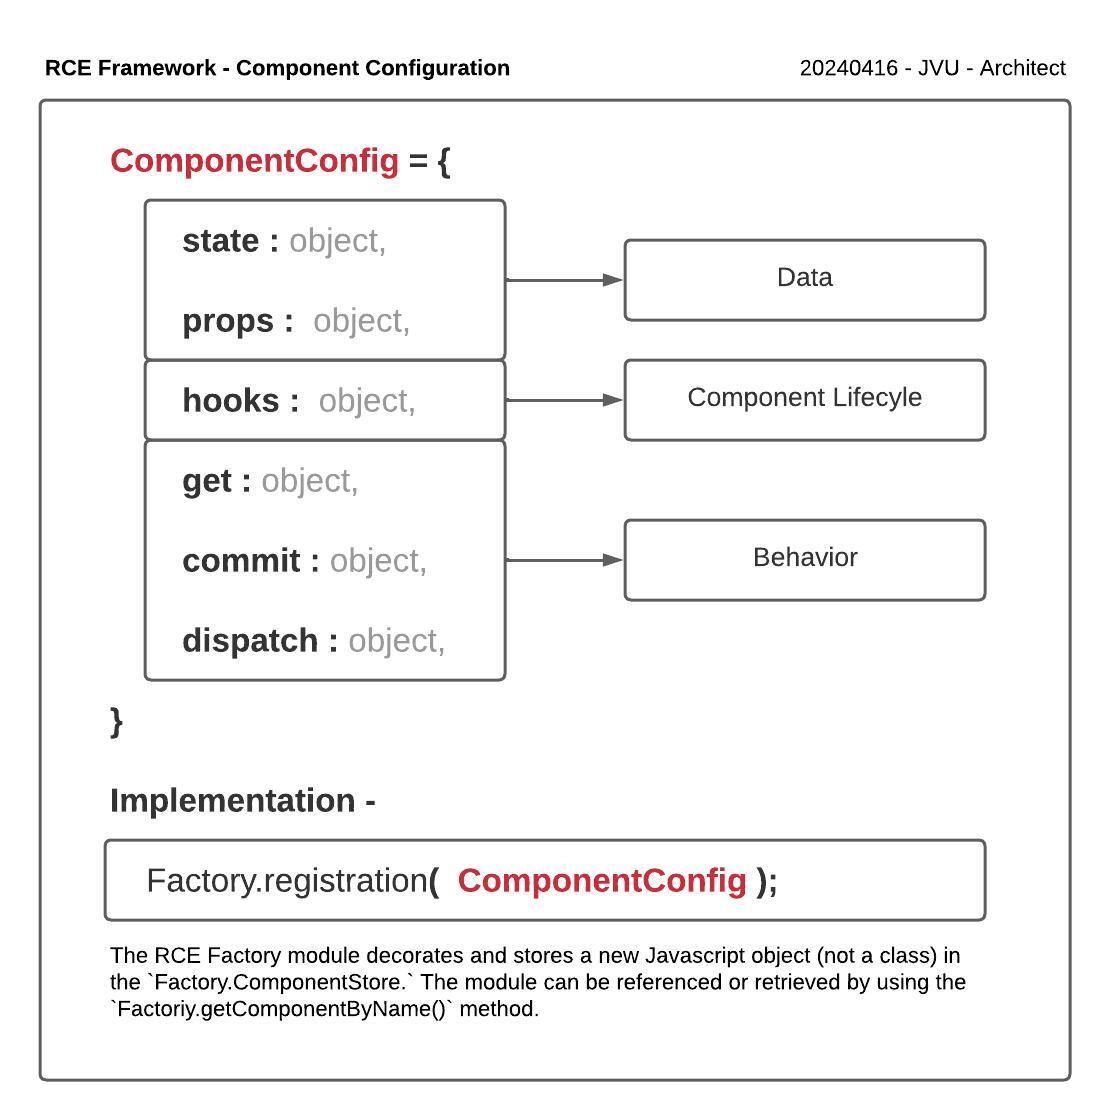 RCE Framework - Component Configuration
20240416 - JVU - Architect
ComponentConfig = {
state : object,
props : object,
Data
hooks : object,
Component Lifecyle
get : object,
commit : object,
dispatch : object,
Behavior
}
Implementation -
Factory.registration( ComponentConfig );
The RCE Factory module decorates and stores a new Javascript object (not a class) in
the `Factory.ComponentStore.` The module can be referenced or retrieved by using the
`Factoriy.getComponentByName()` method.